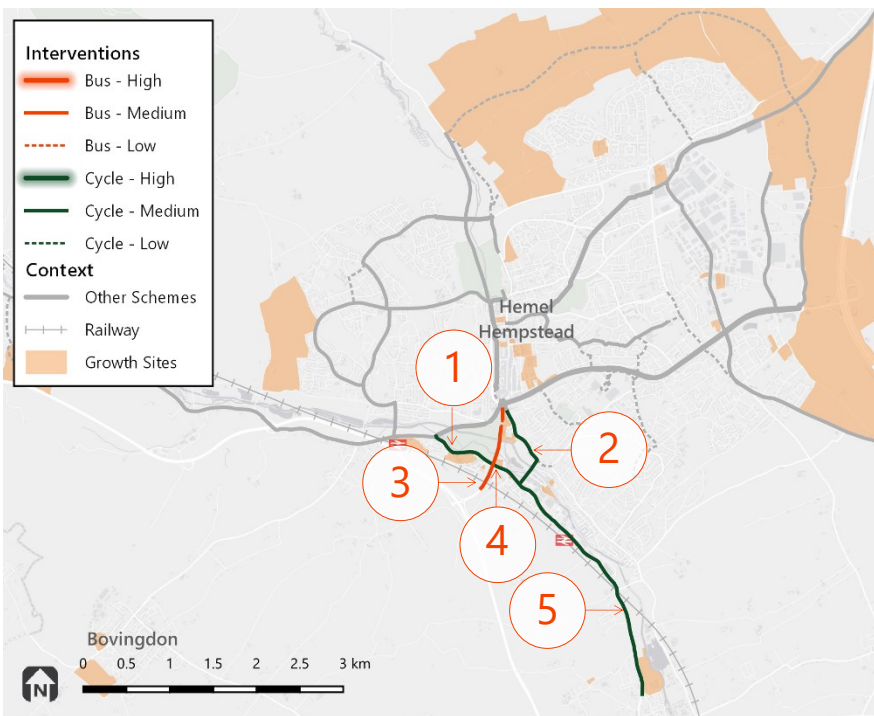 Interventions
Bus - High
Bus - Medium
Bus - Low
Cycle - High
Cycle - Medium
Cycle - Low
Context
Other Schemes
Railway
Growth Sites
Hemel
Hempstead
1
2
3
4
5
Bovingdon
0 0.5 1 1.5 2 2.5 3 km
N